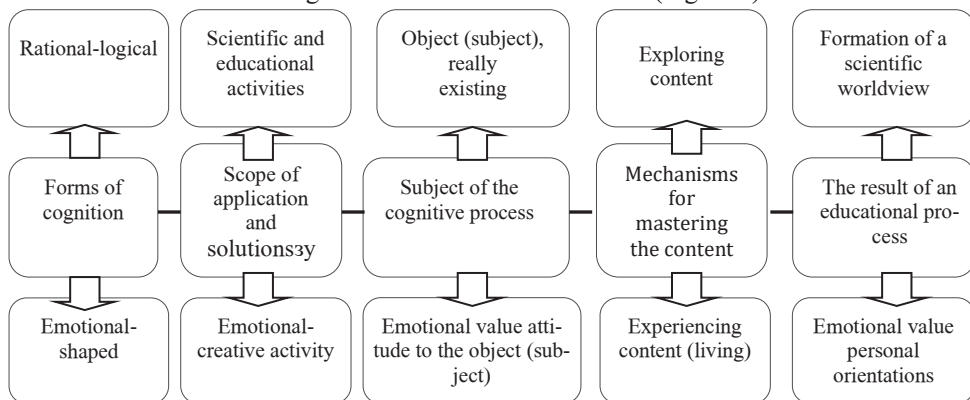 Rational-logical
Scientific and
educational
activities
Object (subject),
really
existing
Exploring
content
Formation of a
scientific
worldview
Forms of
cognition
Scope of
application
and
solutionsзy
Subject of the
cognitive process
Mechanisms
for
mastering
the content
The result of an
educational pro-
cess
Emotional-
shaped
Emotional-
creative activity
Emotional value atti-
tude to the object (sub-
ject)
Experiencing
content (living)
Emotional value
personal
orientations